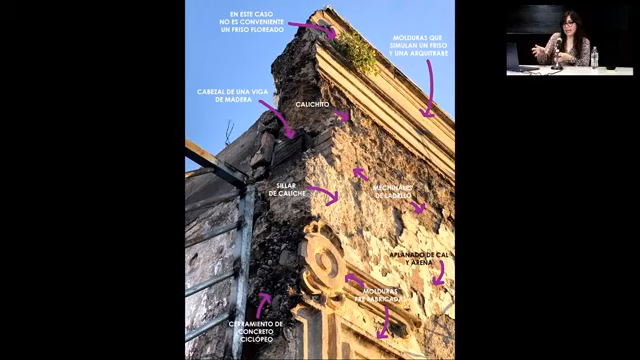 EN ESTE CASO
NO ES CONVENIENTE
UN FRISO FLOREADO
MOLDURAS QUE
SIMULAN UN FRISO
Y UNA ARQUITRABE
CABEZAL DE UNA VIGA
DE MADERA
CALICHITO
SILLAR
DE CALICHE
MECHINALES
DE LADRILLO
APLANADO DE CAL
Y ARENA
MOLDURAS
PREFABRICADAS
CERRAMIENTO DE
CONCRETO
CICLÓPEO